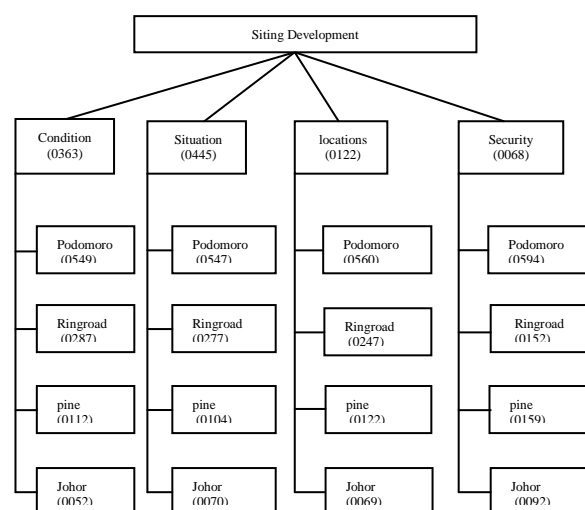 Siting Development
Condition
(0363)
Situation
(0445)
locations
(0122)
Security
(0068)
Podomoro
(0549)
Podomoro
(0547)
Podomoro
(0560)
Podomoro
(0594)
Ringroad
(0287)
Ringroad
(0277)
Ringroad
(0247)
Ringroad
(0152)
pine
(0112)
pine
(0104)
pine
(0122)
pine
(0159)
Johor
(0052)
Johor
(0070)
Johor
(0069)
Johor
(0092)